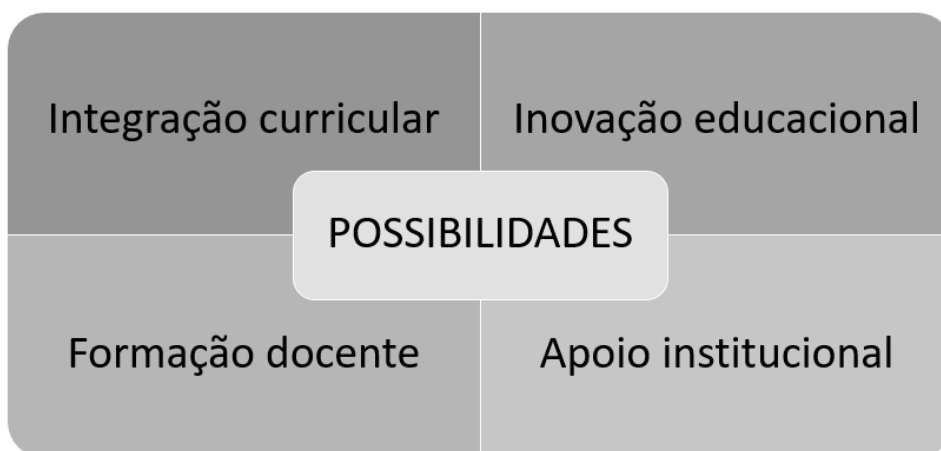 Integração curricular
Inovação educacional
POSSIBILIDADES
Formação docente
Apoio institucional